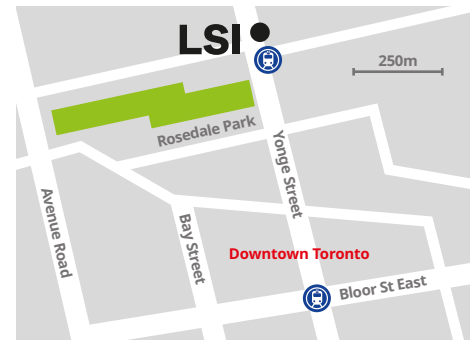 LSI
250m
Rosedale Park
Yonge Street
Avenue Road
Bay Street
Downtown Toronto
Bloor St East